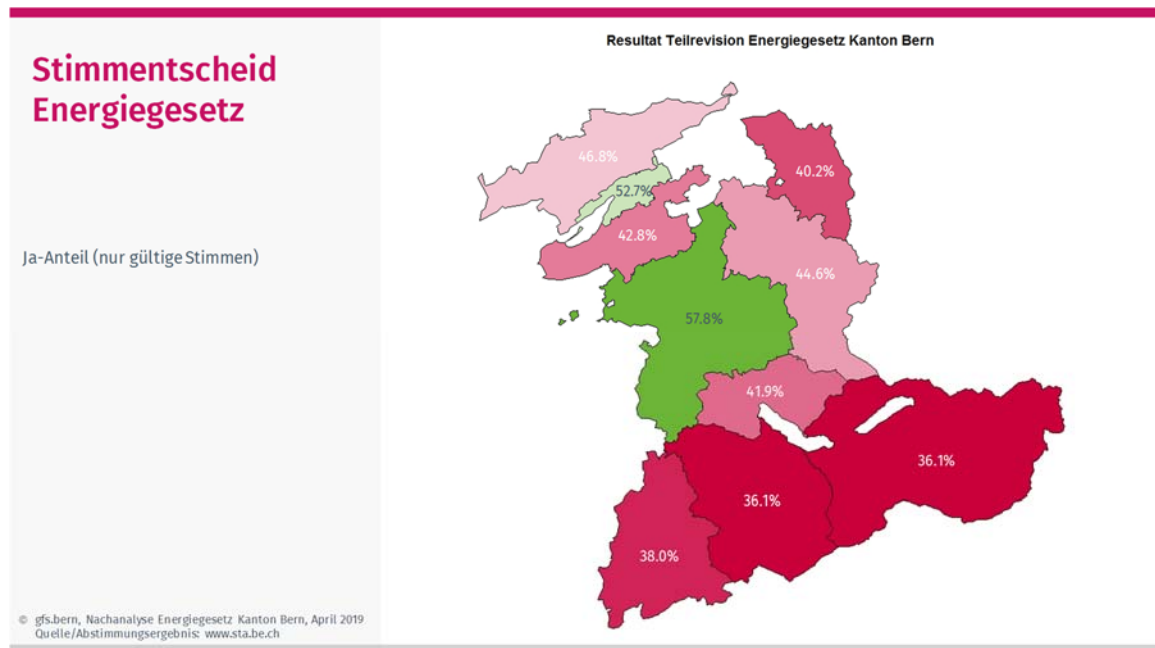 Stimmentscheid
Energiegesetz
Ja-Anteil (nur gültige Stimmen)
Resultat Teilrevision Energiegesetz Kanton Bern
46.8%
40.2%
52.7%
42.8%
44.6%
57.8%
41.9%
36.1%
36.1%
38.0%
© gfs.bern, Nachanalyse Energiegesetz Kanton Bern, April 2019
Quelle/Abstimmungsergebnis: www.sta.be.ch